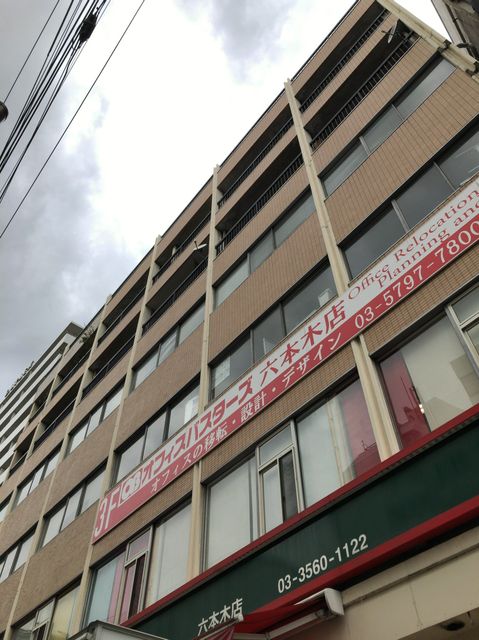 3F OB オフィスバスターズ 六本木店 Office Relocation
Planning and
オフィスの移転・設計・デザイン 03-5797-7800
03-3560-1122
六本木店